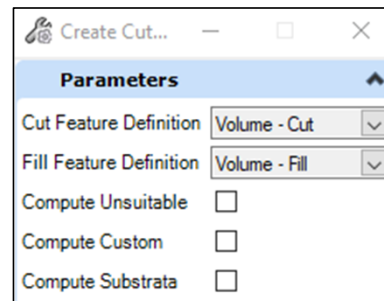 Create Cut...
Parameters
Cut Feature Definition Volume - Cut
Fill Feature Definition Volume - Fill
Compute Unsuitable
Compute Custom
Compute Substrata